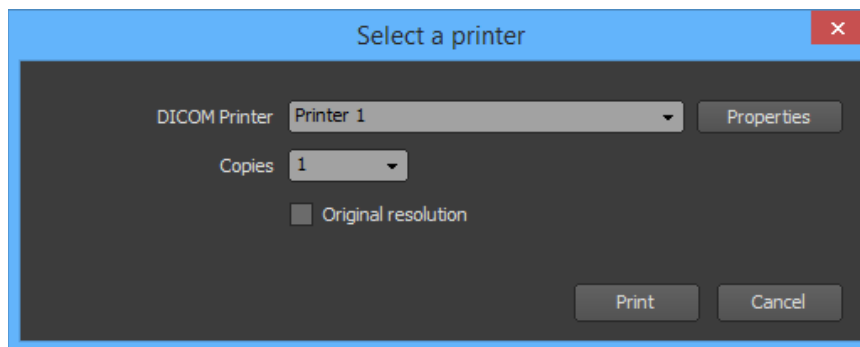 Select a printer
DICOM Printer Printer 1 Properties
Copies 1
Original resolution
Print Cancel